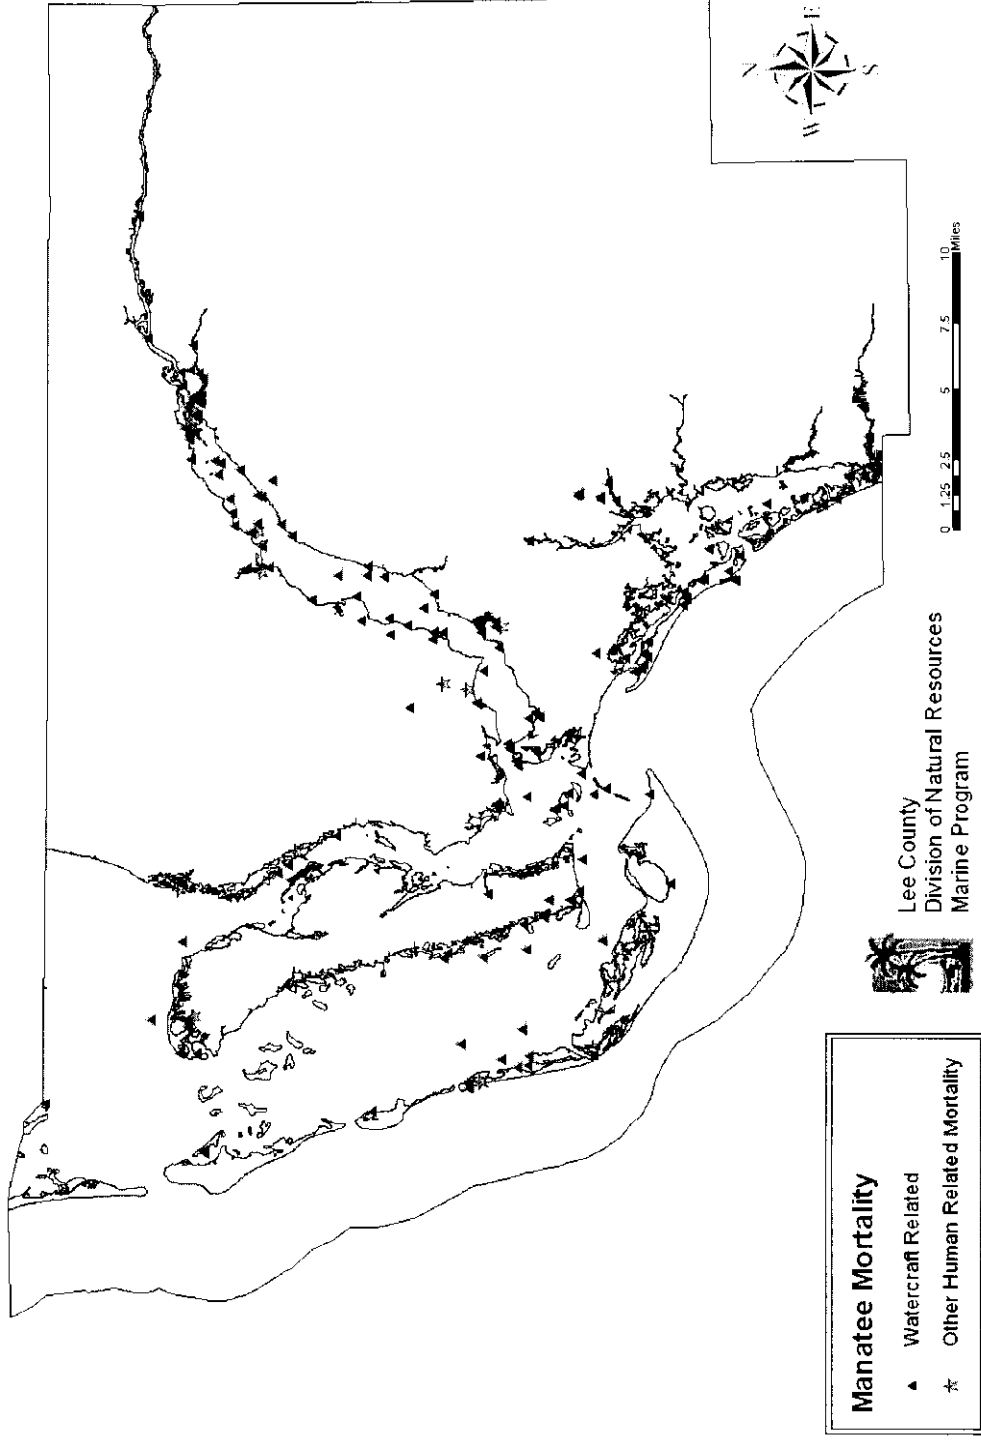 N
E
S
W
Manatee Mortality
Watercraft Related
Other Human Related Mortality
Lee County
Division of Natural Resources
Marine Program
0 1.25 2.5 5 7.5 10
Miles